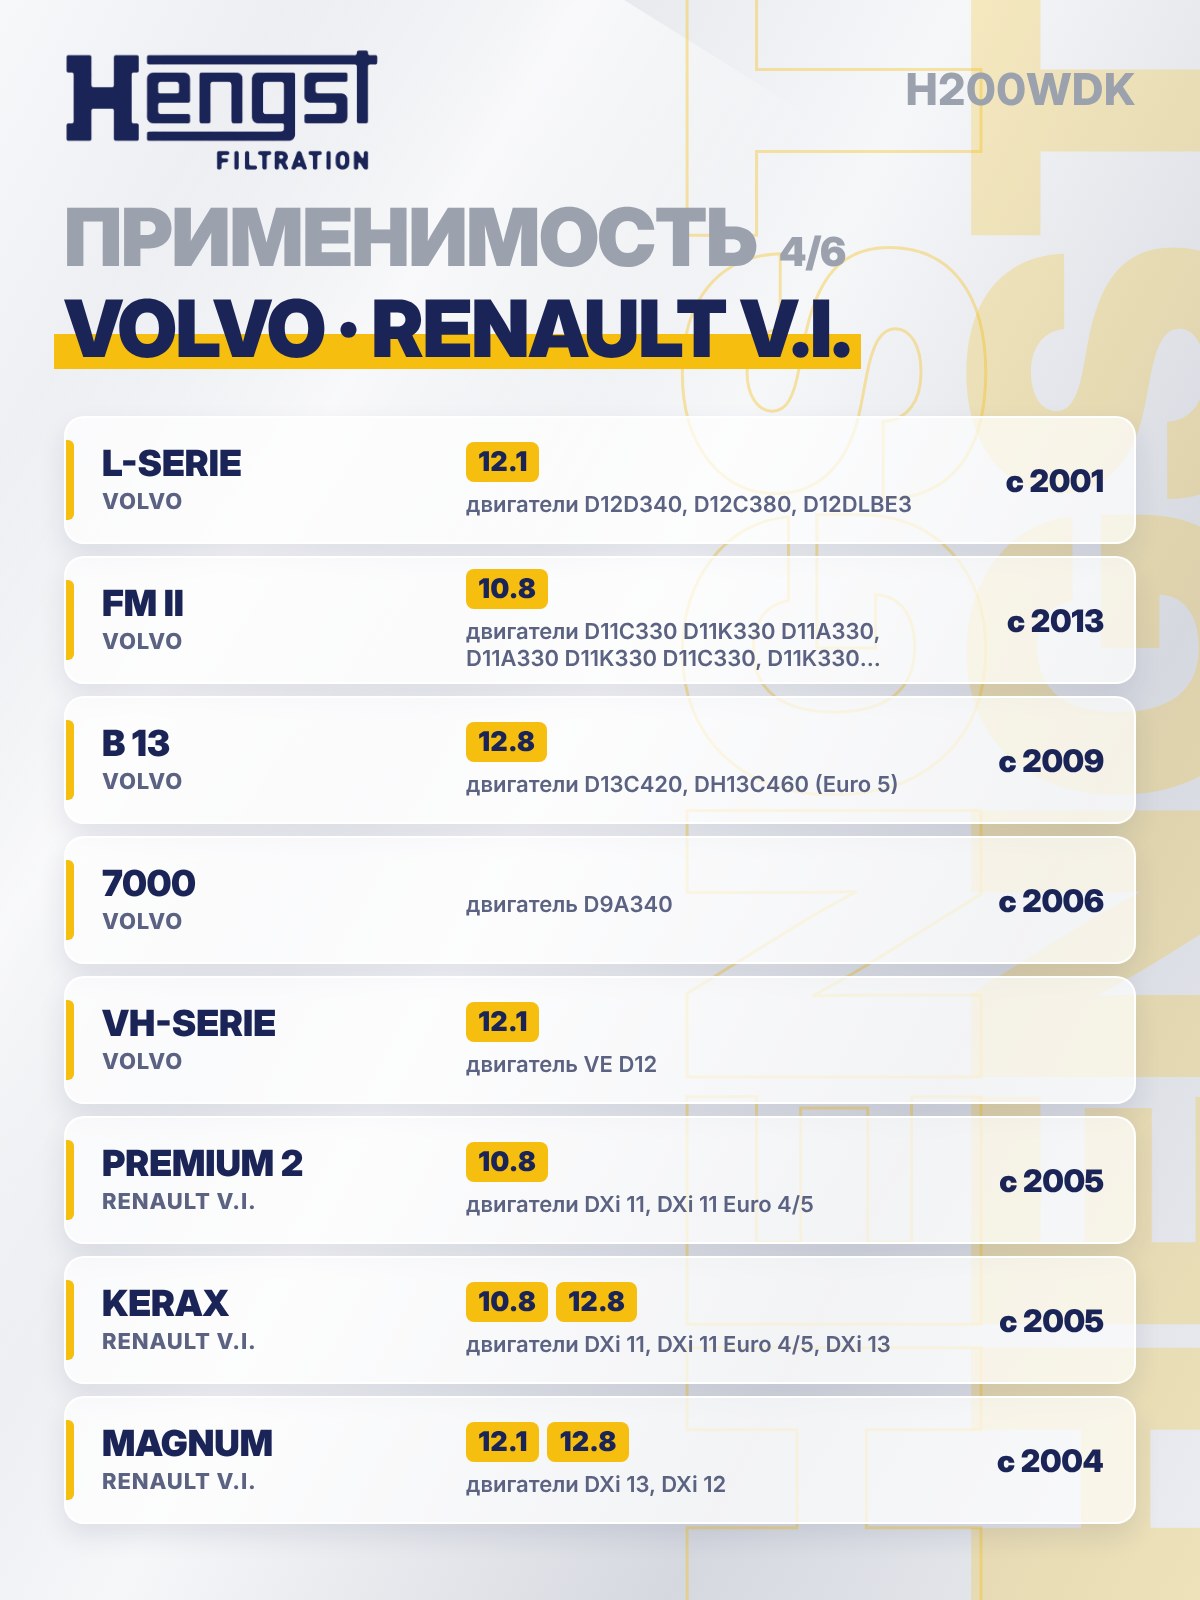 Hengst
FILTRATION
H200WDK
ПРИМЕНИМОСТЬ 4/6
VOLVO · RENAULT V.I.
L-SERIE
VOLVO
12.1
двигатели D12D340, D12C380, D12DLBE3
с 2001
FM II
VOLVO
10.8
двигатели D11C330 D11K330 D11A330,
D11A330 D11K330 D11C330, D11K330...
с 2013
B 13
VOLVO
12.8
двигатели D13C420, DH13C460 (Euro 5)
с 2009
7000
VOLVO
двигатель D9A340
с 2006
VH-SERIE
VOLVO
12.1
двигатель VE D12
PREMIUM 2
RENAULT V.I.
10.8
двигатели DXi 11, DXi 11 Euro 4/5
с 2005
KERAX
RENAULT V.I.
10.8 12.8
двигатели DXi 11, DXi 11 Euro 4/5, DXi 13
с 2005
MAGNUM
RENAULT V.I.
12.1 12.8
двигатели DXi 13, DXi 12
с 2004
HENGST